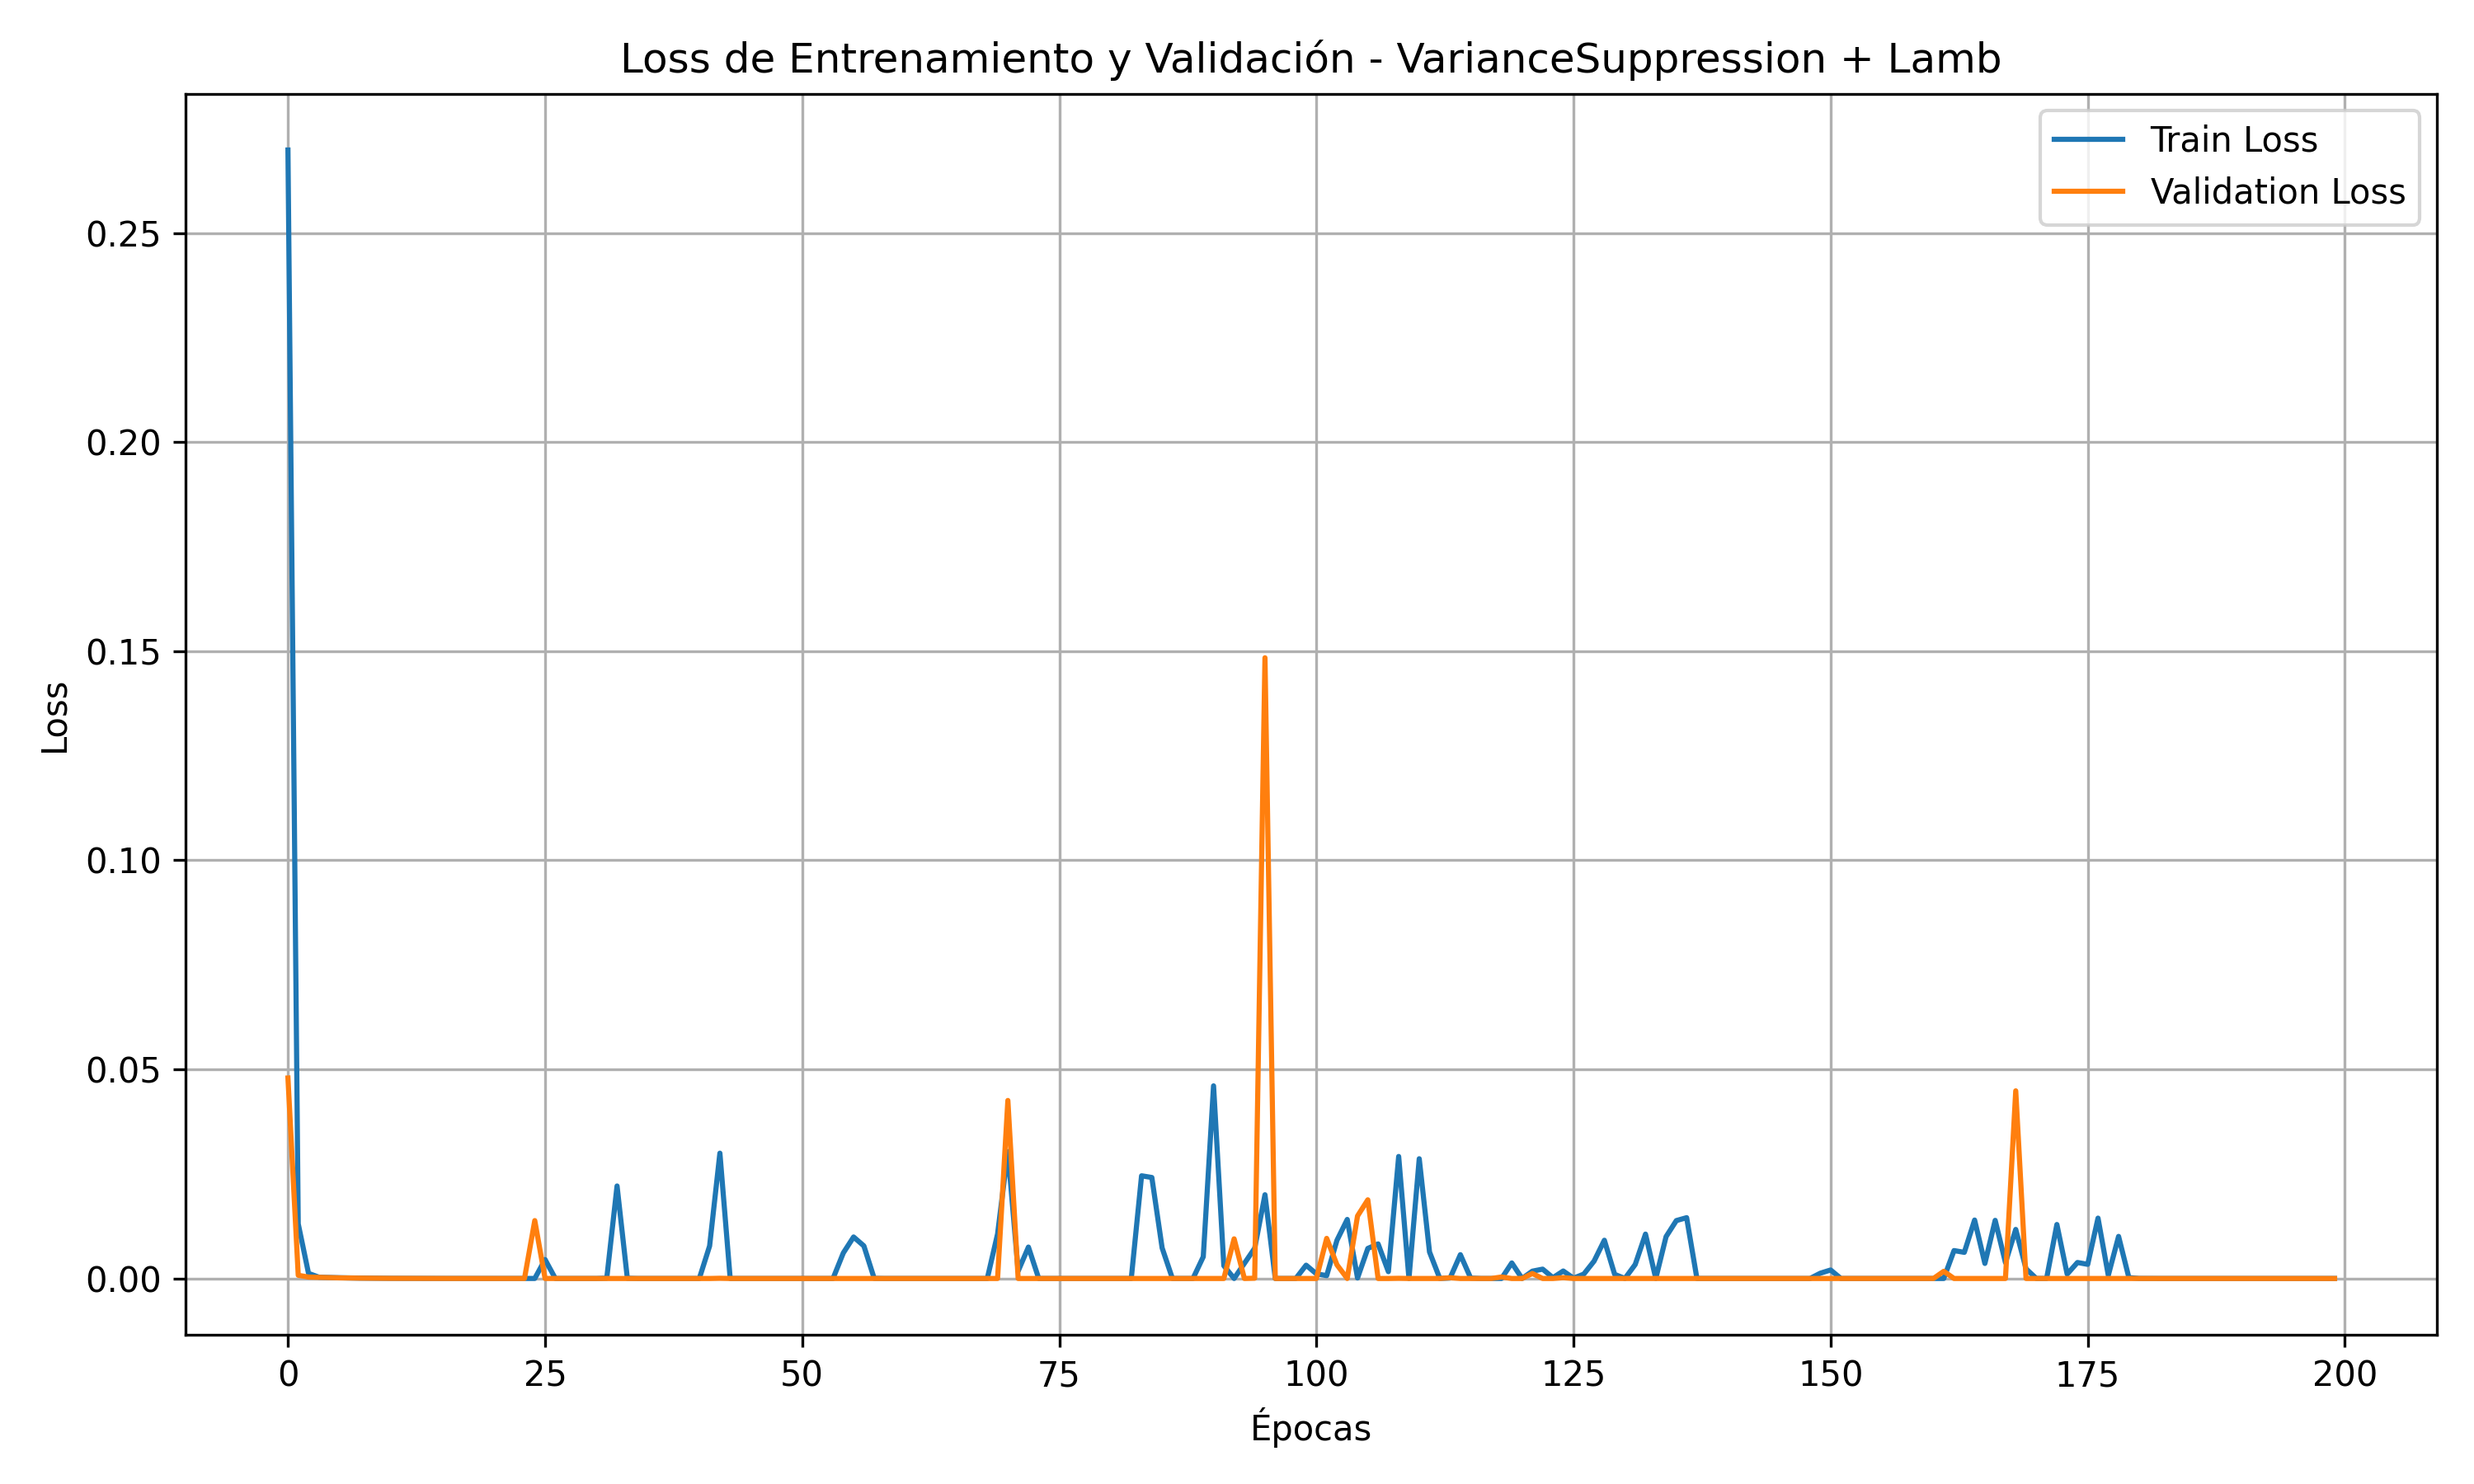 Loss de Entrenamiento y Validación - VarianceSuppression + Lamb
Train Loss
Validation Loss
0.25
0.20
0.15
0.10
0.05
0.00
Loss
0 25 50 75 100 125 150 175 200
Épocas